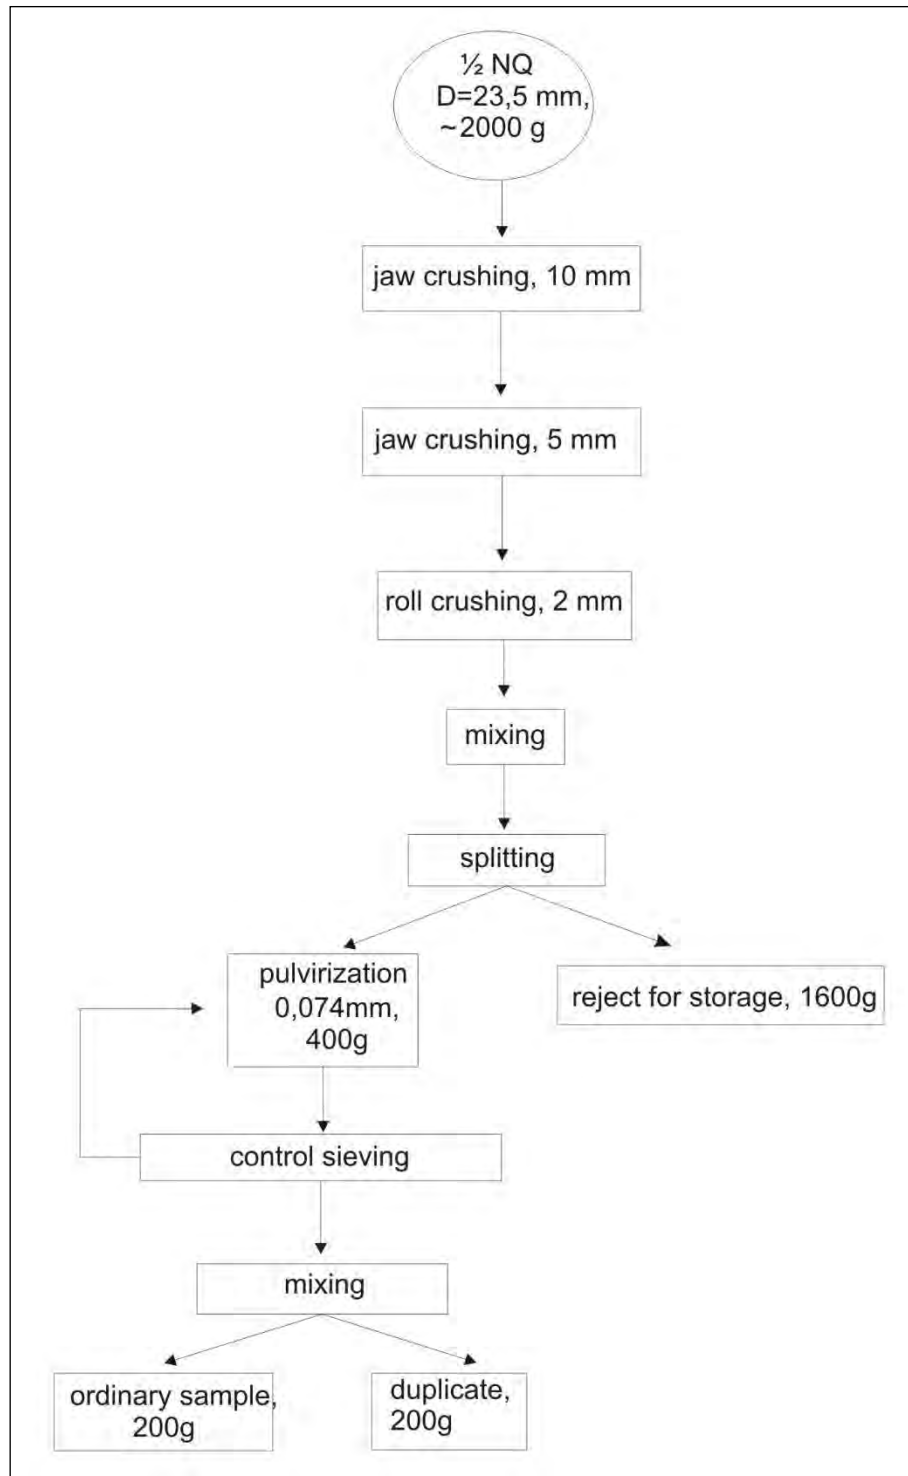 ½ NQ
D=23,5 mm,
~2000 g
jaw crushing, 10 mm
jaw crushing, 5 mm
roll crushing, 2 mm
mixing
splitting
pulvirization
0,074mm,
400g
reject for storage, 1600g
control sieving
mixing
ordinary sample,
200g
duplicate,
200g